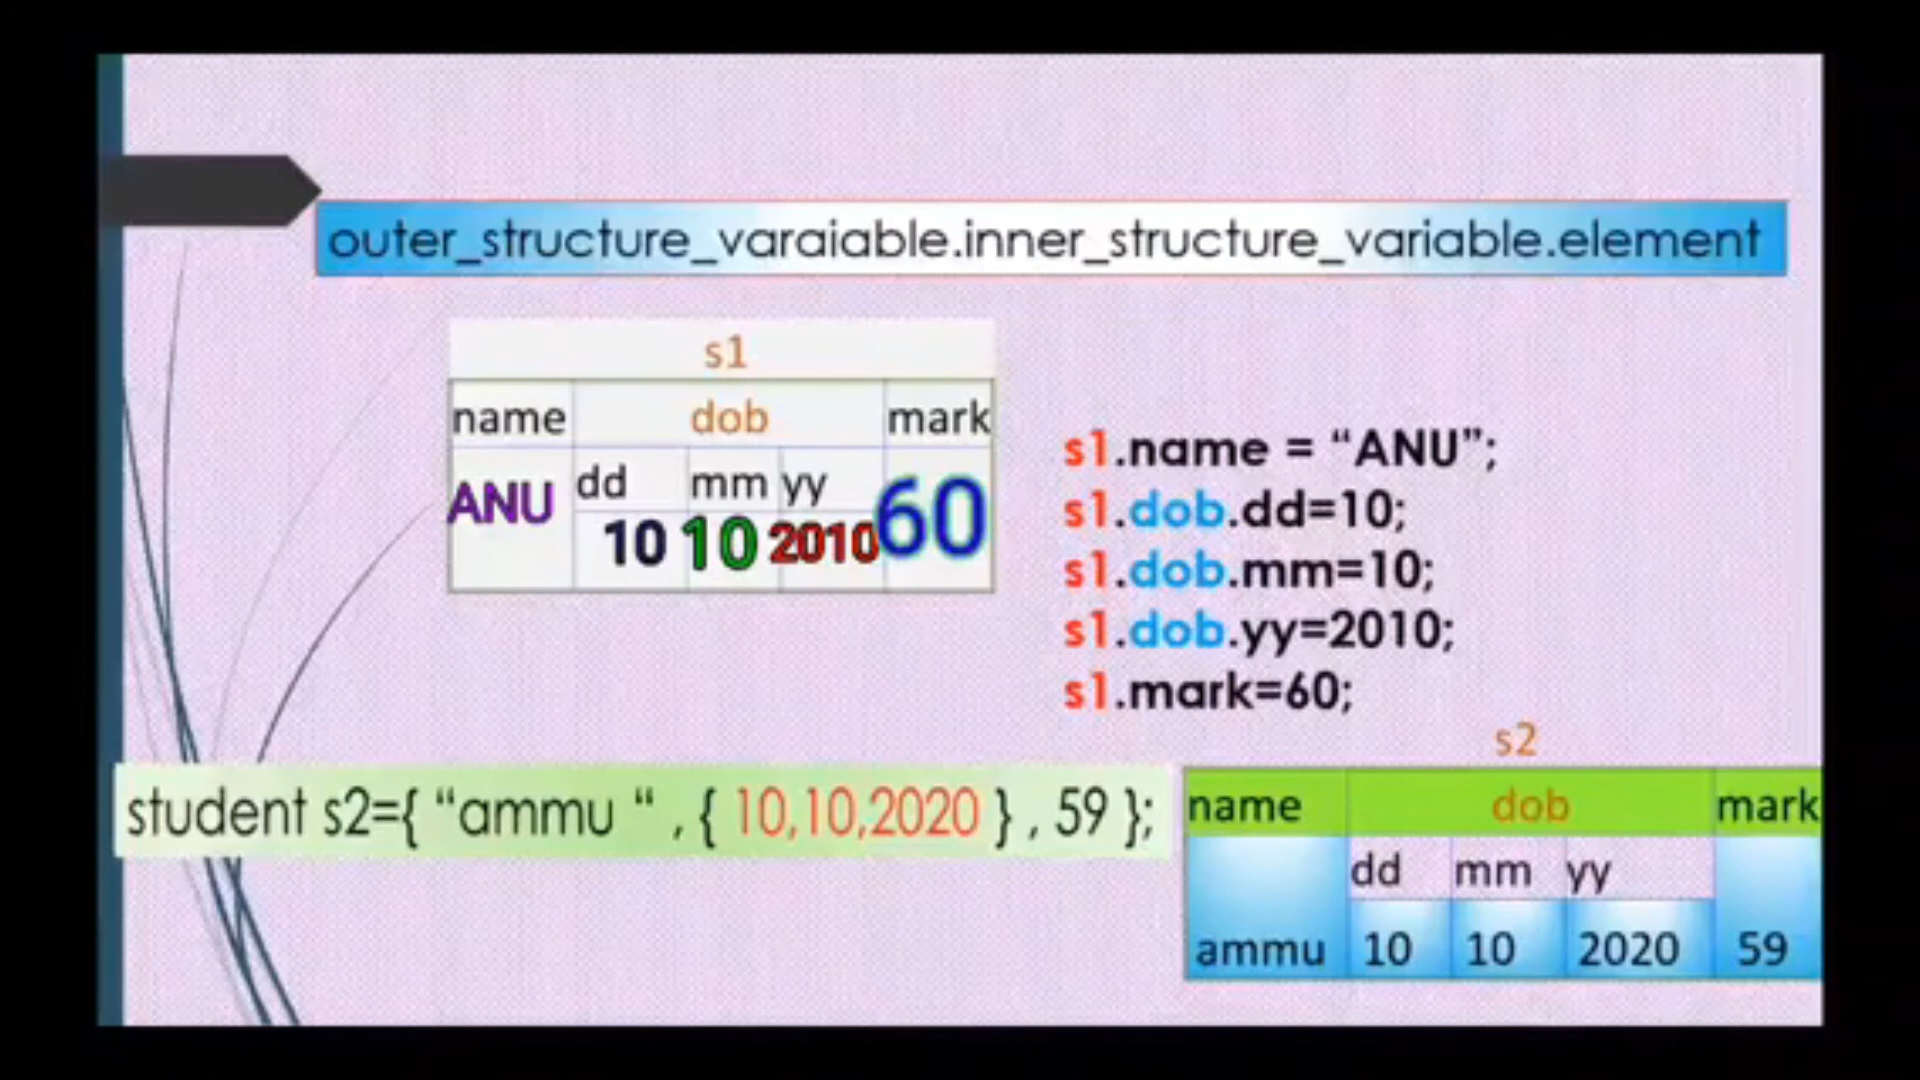 outer_structure_varaiable.inner_structure_variable.element
s1
name dob mark
ANU dd mm yy 60
10 10 2010
s1.name = “ANU”;
s1.dob.dd=10;
s1.dob.mm=10;
s1.dob.yy=2010;
s1.mark=60;
student s2={ “ammu “ , { 10,10,2020 } , 59 };
s2
name dob mark
dd mm yy
ammu 10 10 2020 59